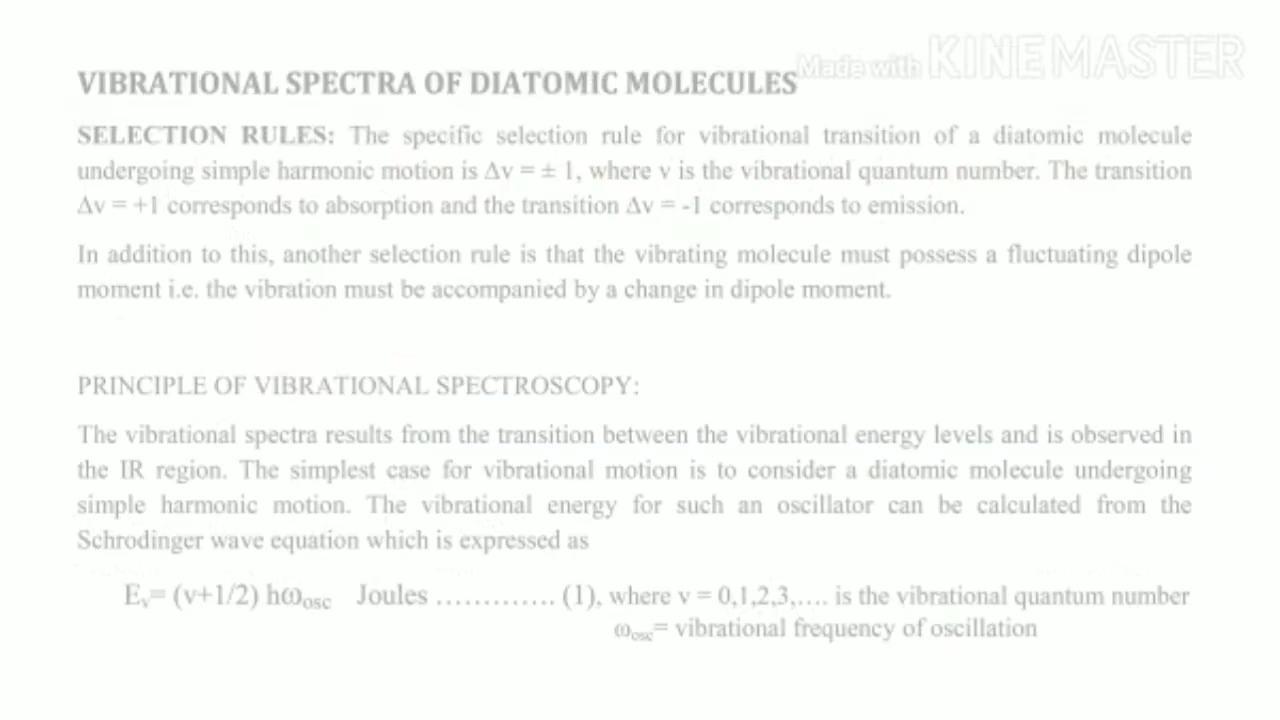 Made with KINEMASTER
VIBRATIONAL SPECTRA OF DIATOMIC MOLECULES
SELECTION RULES: The specific selection rule for vibrational transition of a diatomic molecule
undergoing simple harmonic motion is Δv = ± 1, where v is the vibrational quantum number. The transition
Δv = +1 corresponds to absorption and the transition Δv = -1 corresponds to emission.
In addition to this, another selection rule is that the vibrating molecule must possess a fluctuating dipole
moment i.e. the vibration must be accompanied by a change in dipole moment.
PRINCIPLE OF VIBRATIONAL SPECTROSCOPY:
The vibrational spectra results from the transition between the vibrational energy levels and is observed in
the IR region. The simplest case for vibrational motion is to consider a diatomic molecule undergoing
simple harmonic motion. The vibrational energy for such an oscillator can be calculated from the
Schrodinger wave equation which is expressed as
Eᵥ= (v+1/2) hω_osc Joules …………. (1), where v = 0,1,2,3,…. is the vibrational quantum number
ω_osc= vibrational frequency of oscillation